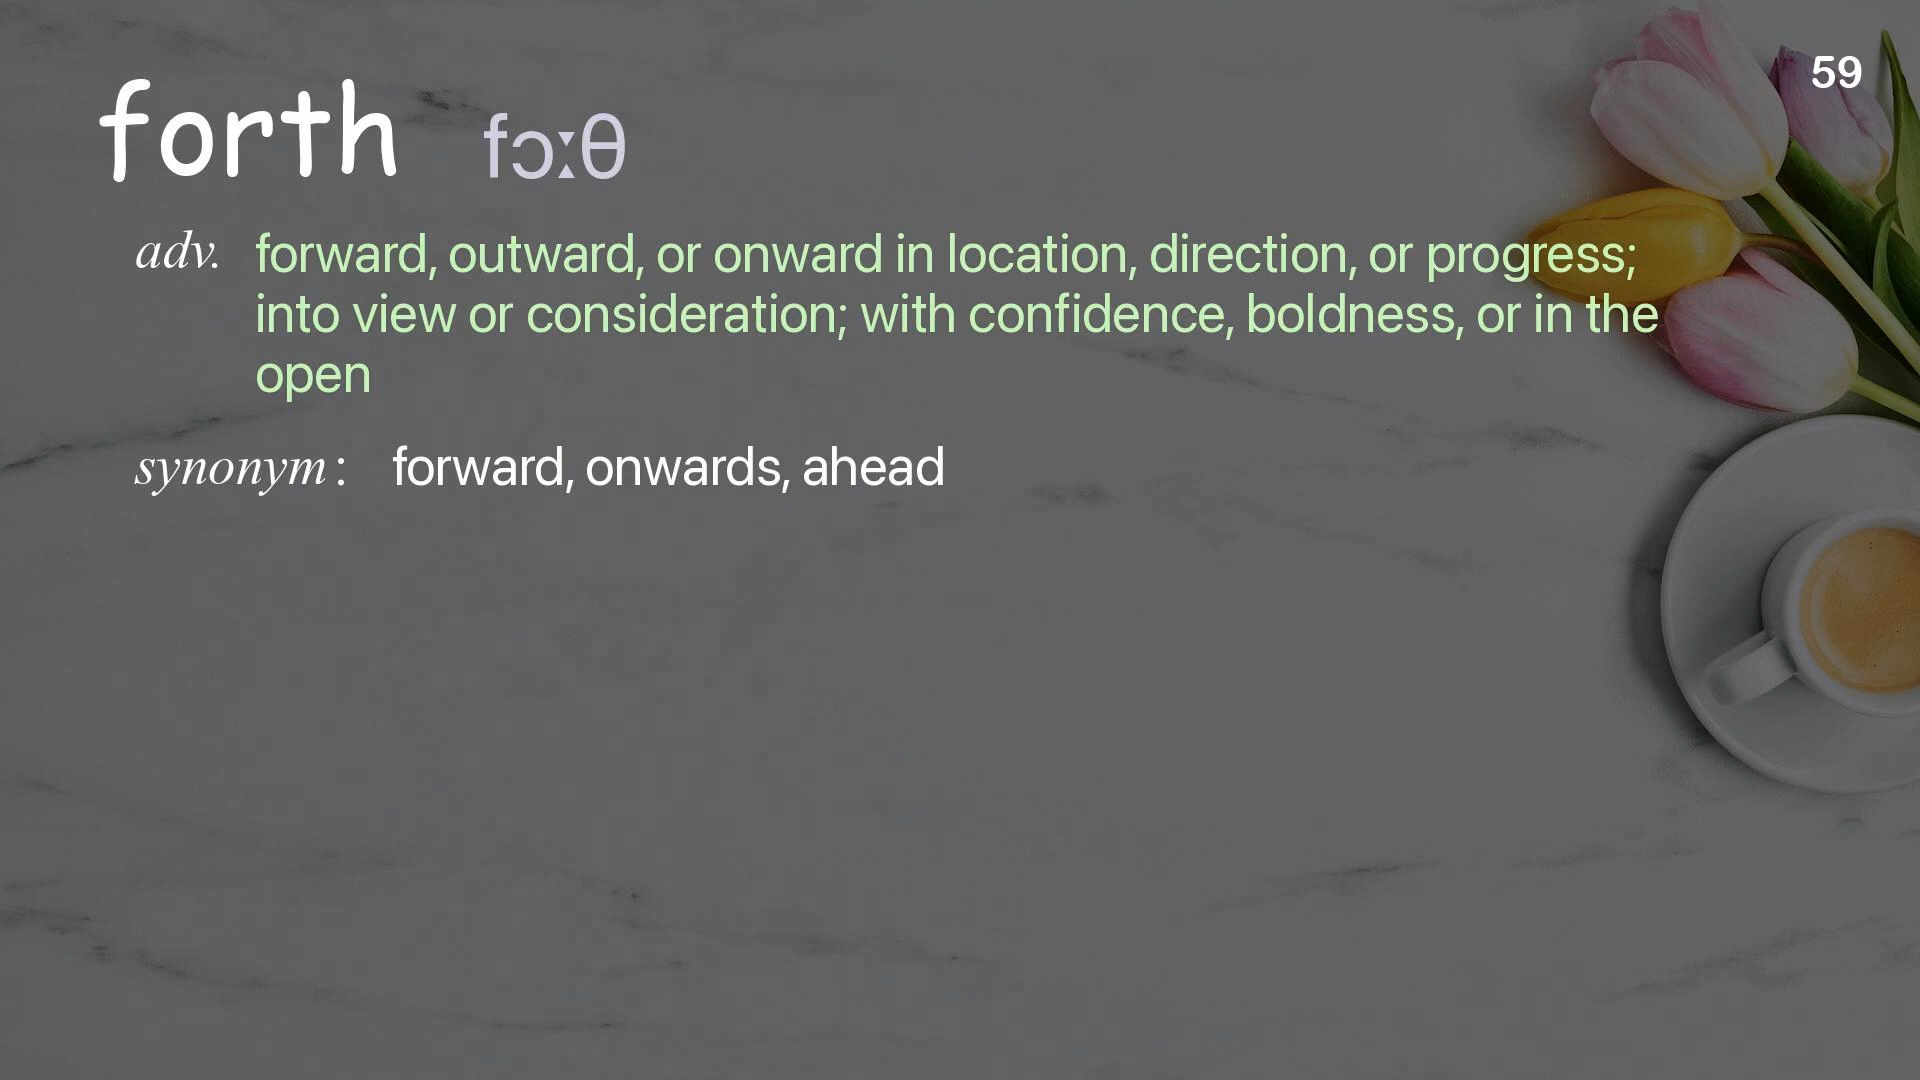 59
forth fɔːθ
adv. forward, outward, or onward in location, direction, or progress;
into view or consideration; with confidence, boldness, or in the
open
synonym : forward, onwards, ahead